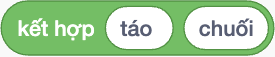 kết hợp táo chuối